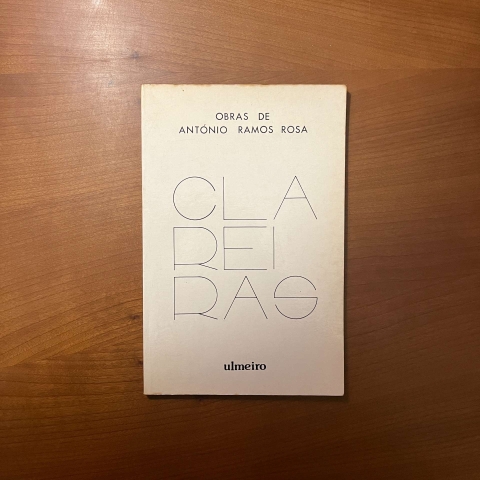 OBRAS DE
ANTÓNIO RAMOS ROSA
CLA
REI
RAS
ulmeiro